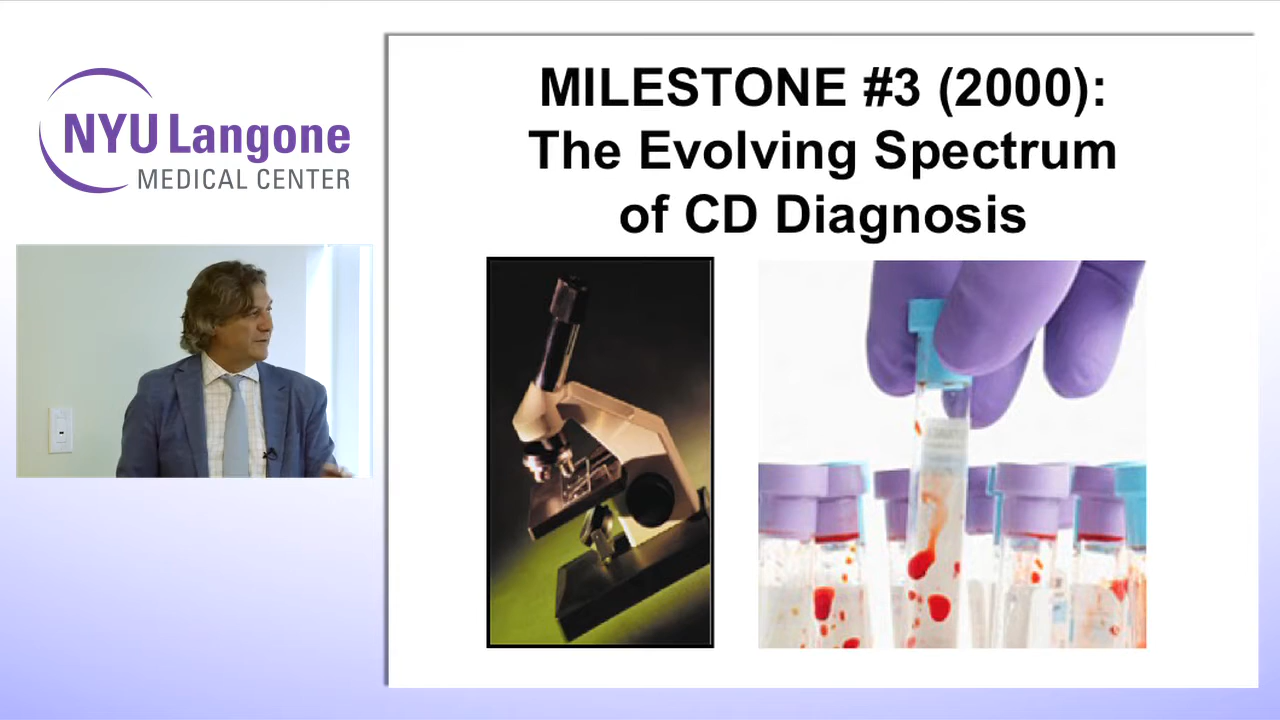 NYU Langone
MEDICAL CENTER
MILESTONE #3 (2000):
The Evolving Spectrum
of CD Diagnosis